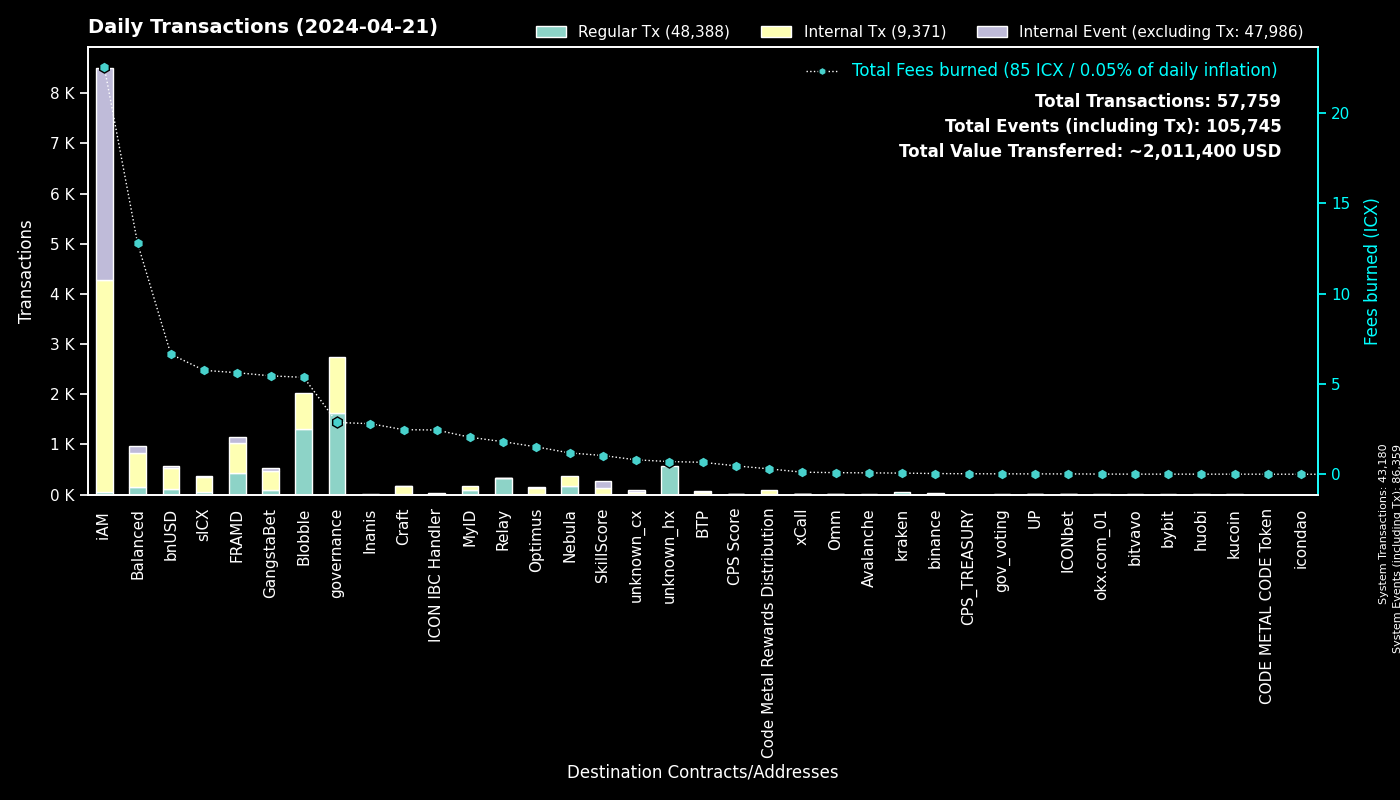 Daily Transactions (2024-04-21)
Regular Tx (48,388)
Internal Tx (9,371)
Internal Event (excluding Tx: 47,986)
Total Fees burned (85 ICX / 0.05% of daily inflation)
Total Transactions: 57,759
Total Events (including Tx): 105,745
Total Value Transferred: ~2,011,400 USD
Transactions
8 K
7 K
6 K
5 K
4 K
3 K
2 K
1 K
0 K
20
15
10
5
0
Fees burned (ICX)
iAM
Balanced
bnUSD
sICX
FRAMD
GangstaBet
Blobble
governance
Inanis
Craft
ICON IBC Handler
MyID
Relay
Optimus
Nebula
SkillScore
unknown_cx
unknown_hx
BTP
CPS Score
Code Metal Rewards Distribution
xCall
Omm
Avalanche
kraken
binance
CPS_TREASURY
gov_voting
UP
ICONbet
okx.com_01
bitvavo
bybit
huobi
kucoin
CODE METAL CODE Token
icondao
Destination Contracts/Addresses
System Transactions: 43,180
System Events (including Tx): 86,359